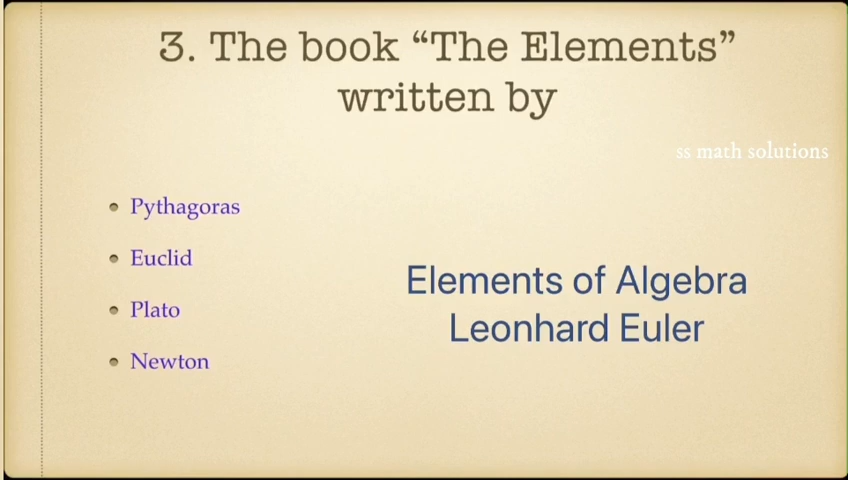 3. The book “The Elements”
written by
ss math solutions
Pythagoras
Euclid
Plato
Newton
Elements of Algebra
Leonhard Euler